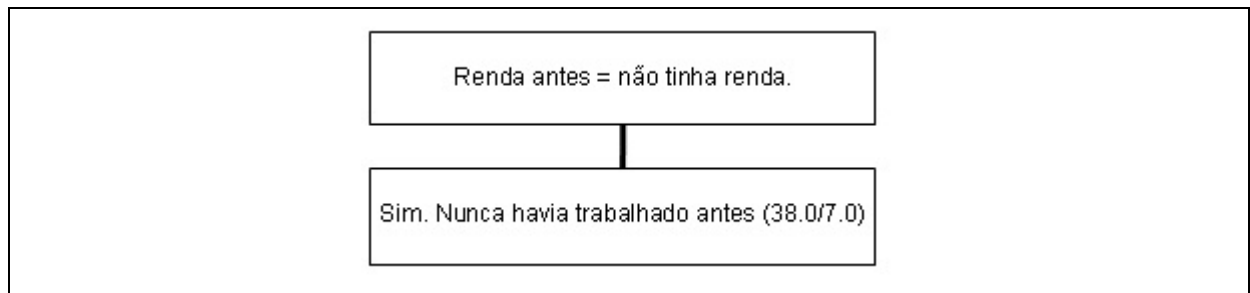 Renda antes = não tinha renda.
Sim. Nunca havia trabalhado antes (38.0/7.0)